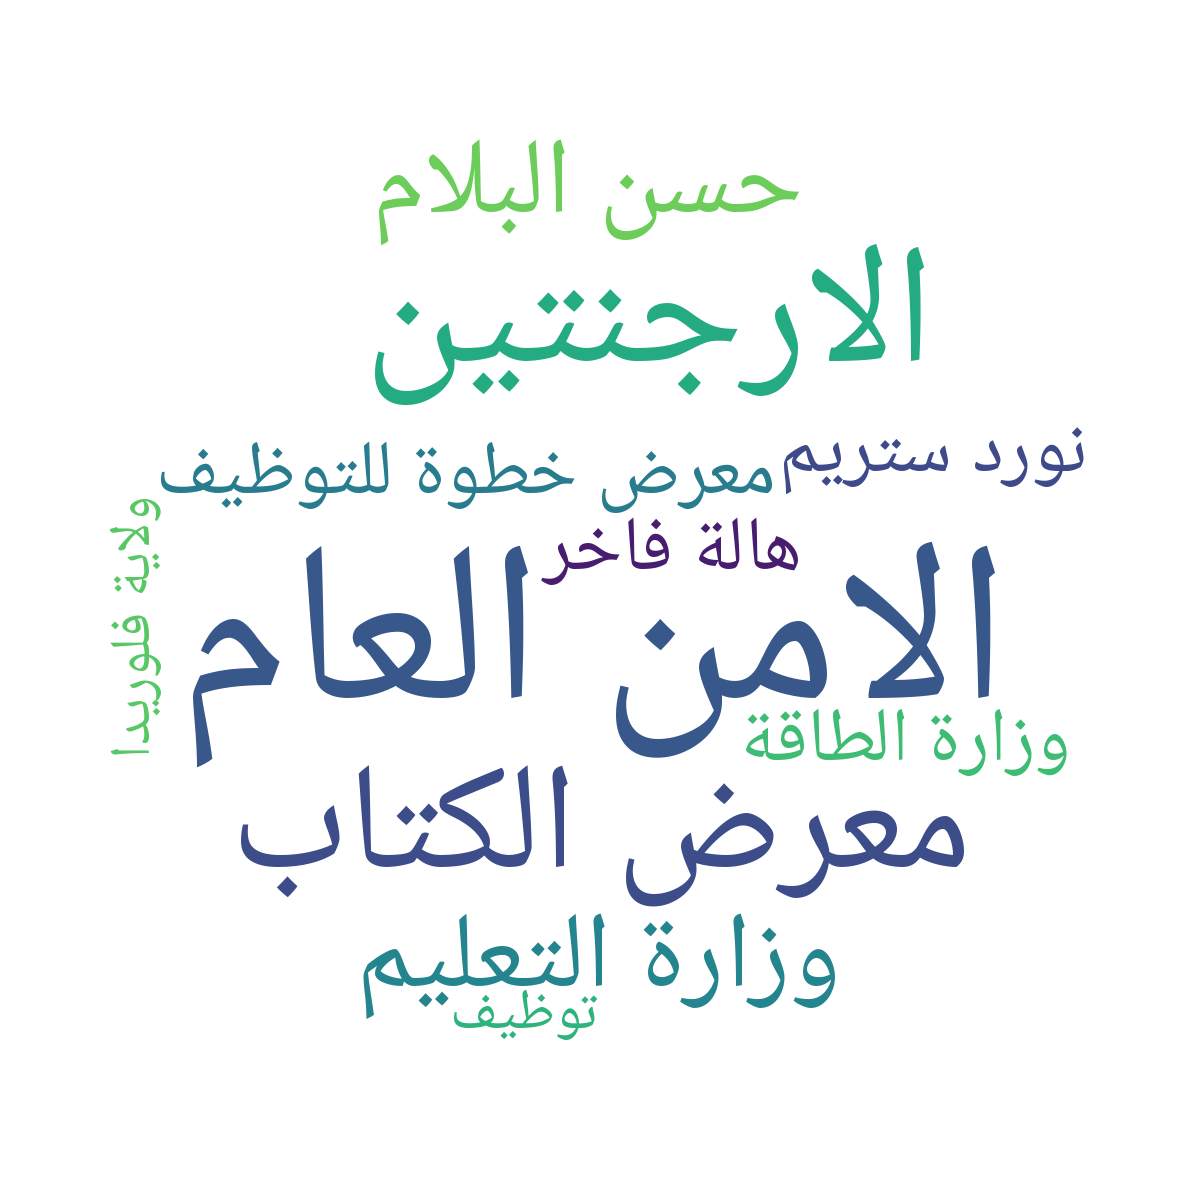 حسن البلام
الارجنتين
نورد ستريم
معرض خطوة للتوظيف
هالة فاخر
ولاية فلوريدا
الامن العام
وزارة الطاقة
معرض الكتاب
وزارة التعليم
توظيف